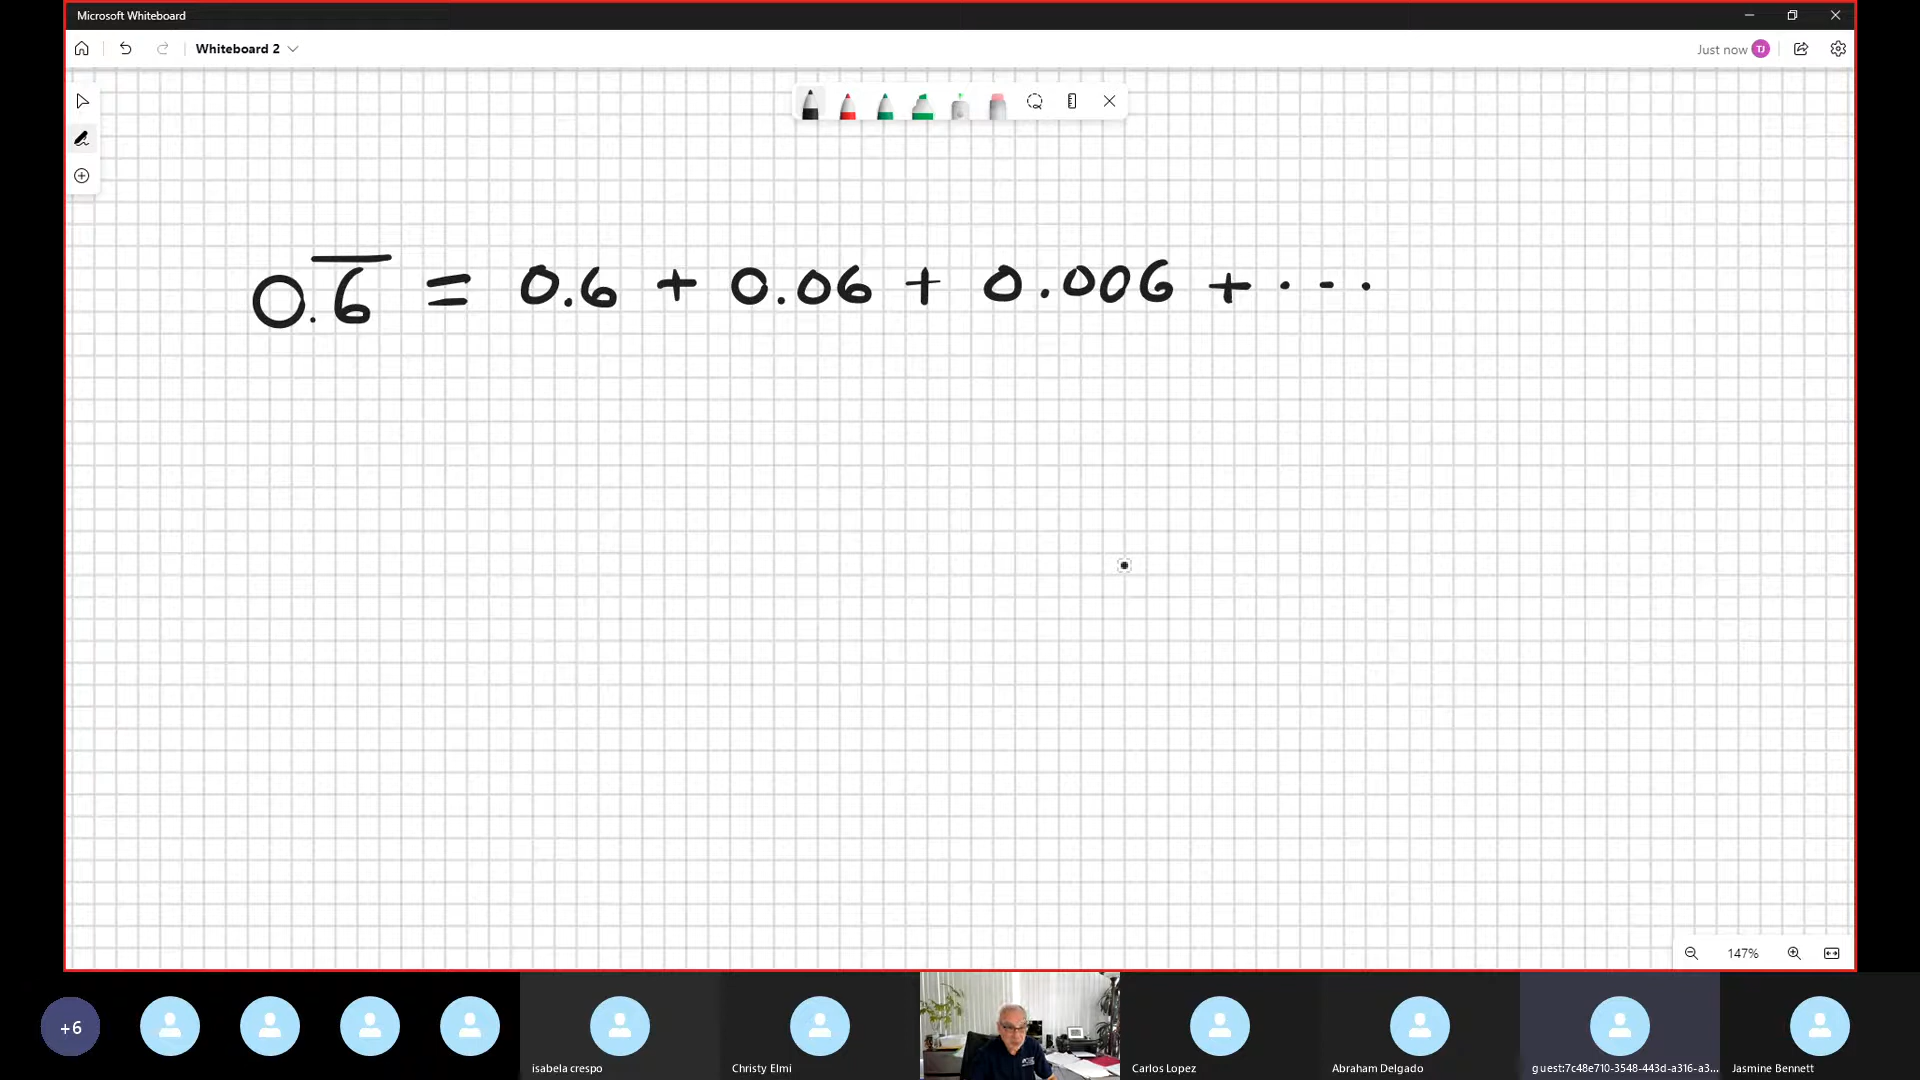 Microsoft Whiteboard
Whiteboard 2
Just now TJ
0.6̅ = 0.6 + 0.06 + 0.006 + ···
147%
+6
isabela crespo
Christy Elmi
Carlos Lopez
Abraham Delgado
guest:7c48e710-3548-443d-a316-a3...
Jasmine Bennett